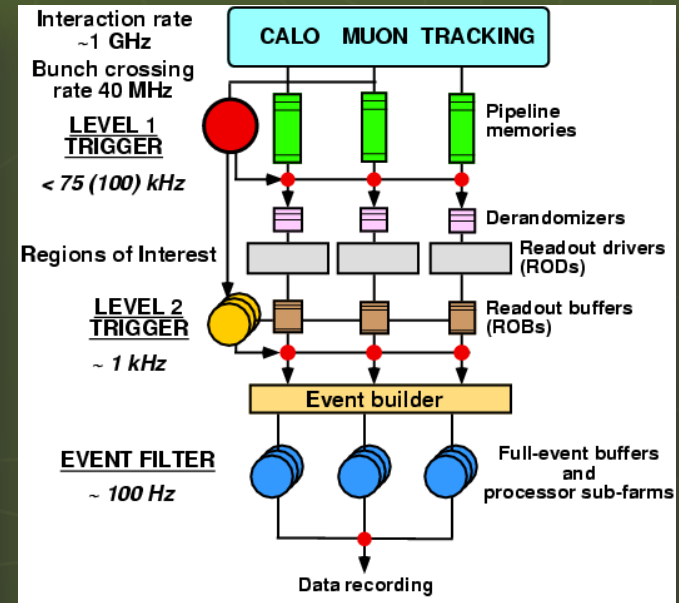 Interaction rate
~1 GHz
CALO MUON TRACKING
Bunch crossing
rate 40 MHz
LEVEL 1
TRIGGER
< 75 (100) kHz
Pipeline
memories
Derandomizers
Regions of Interest
Readout drivers
(RODs)
LEVEL 2
TRIGGER
~ 1 kHz
Readout buffers
(ROBs)
Event builder
EVENT FILTER
~ 100 Hz
Full-event buffers
and
processor sub-farms
Data recording